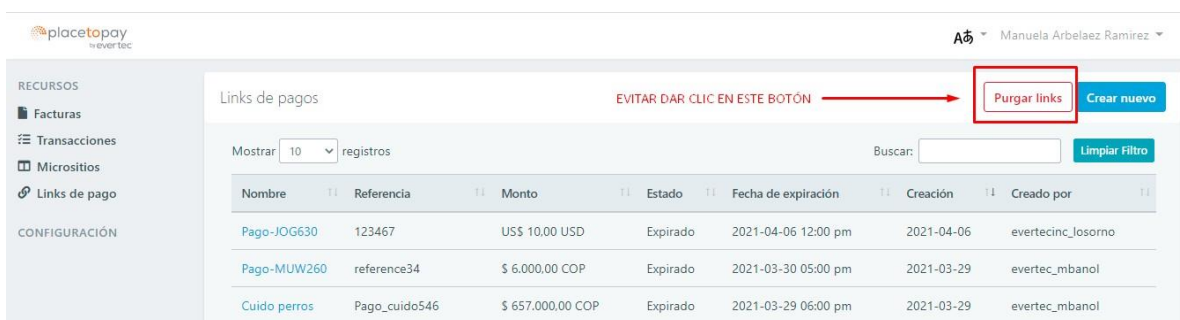 placetopay
by evertec
Aあ Manuela Arbelaez Ramirez
RECURSOS
Facturas
Transacciones
Micrositios
Links de pago
CONFIGURACIÓN
Links de pagos
EVITAR DAR CLIC EN ESTE BOTÓN
Purgar links Crear nuevo
Mostrar 10 registros Buscar: Limpiar Filtro
Nombre Referencia Monto Estado Fecha de expiración Creación Creado por
Pago-JOG630 123467 US$ 10,00 USD Expirado 2021-04-06 12:00 pm 2021-04-06 evertecinc_losorno
Pago-MUW260 reference34 $ 6.000,00 COP Expirado 2021-03-30 05:00 pm 2021-03-29 evertec_mbanol
Cuido perros Pago_cuido546 $ 657.000,00 COP Expirado 2021-03-29 06:00 pm 2021-03-29 evertec_mbanol